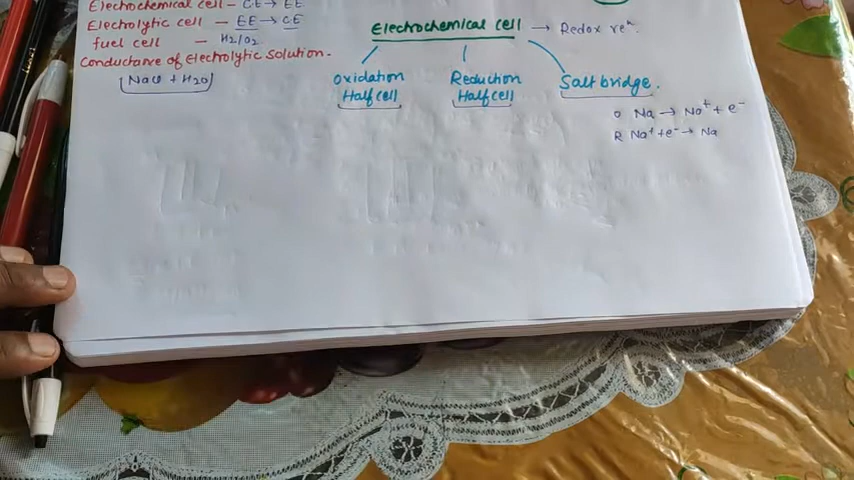 Electrochemical cell - CE → EE
Electrolytic cell - EE → CE
fuel cell - H2/O2
Conductance of Electrolytic Solution.
NaCl + H2O
Electrochemical cell → Redox rexn.
Oxidation Half cell
Reduction Half cell
Salt bridge.
O Na → Na+ + e-
R Na+ + e- → Na